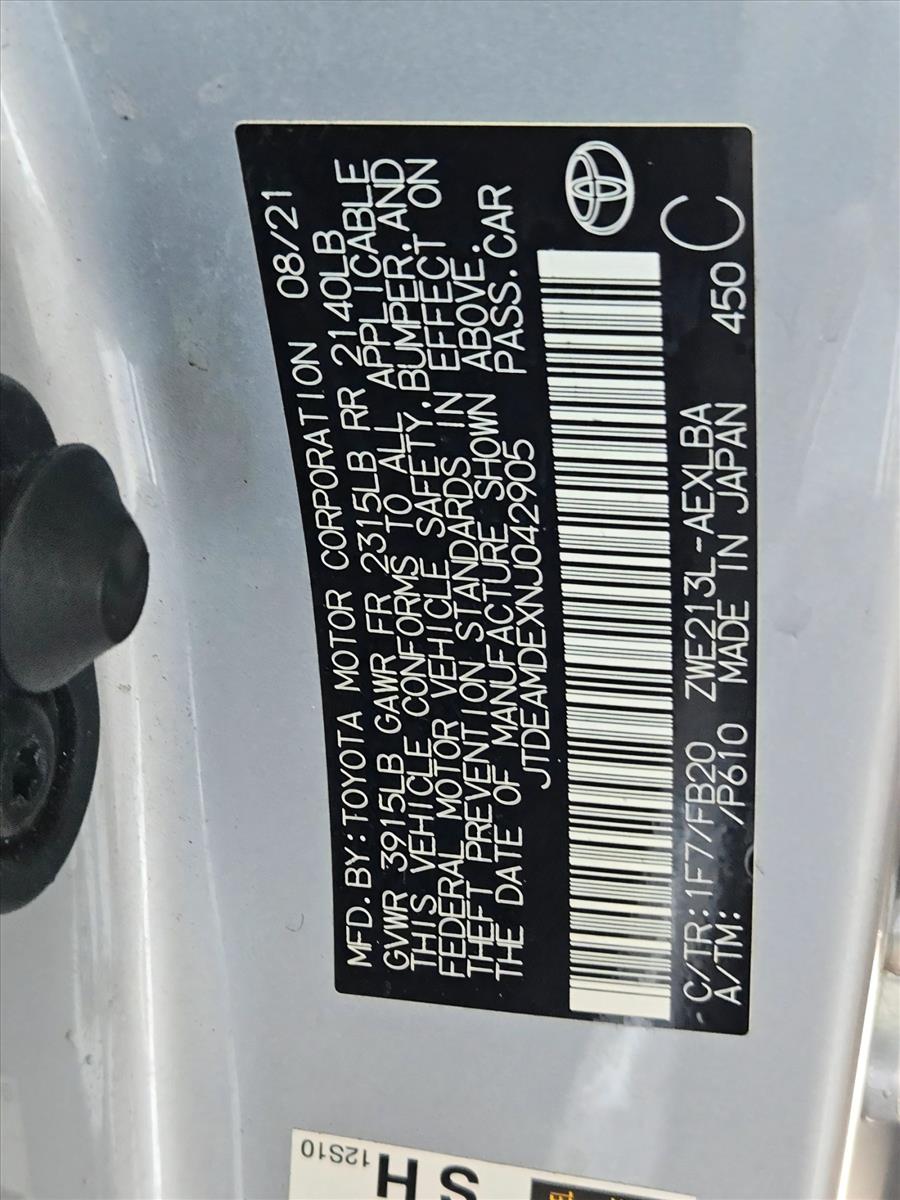 MFD.BY:TOYOTA MOTOR CORPORATION 08/21
GVWR 3915LB GAWR FR 2315LB RR 2140LB
THIS VEHICLE CONFORMS TO ALL APPLICABLE
FEDERAL MOTOR VEHICLE SAFETY,BUMPER,AND
THEFT PREVENTION STANDARDS IN EFFECT ON
THE DATE OF MANUFACTURE SHOWN ABOVE.
JTDEAMDEXNJ042905 PASS.CAR
C/TR:1F7/FB20 ZWE213L-AEXLBA
A/TM: /P610 MADE IN JAPAN 450 C
12S10
SH